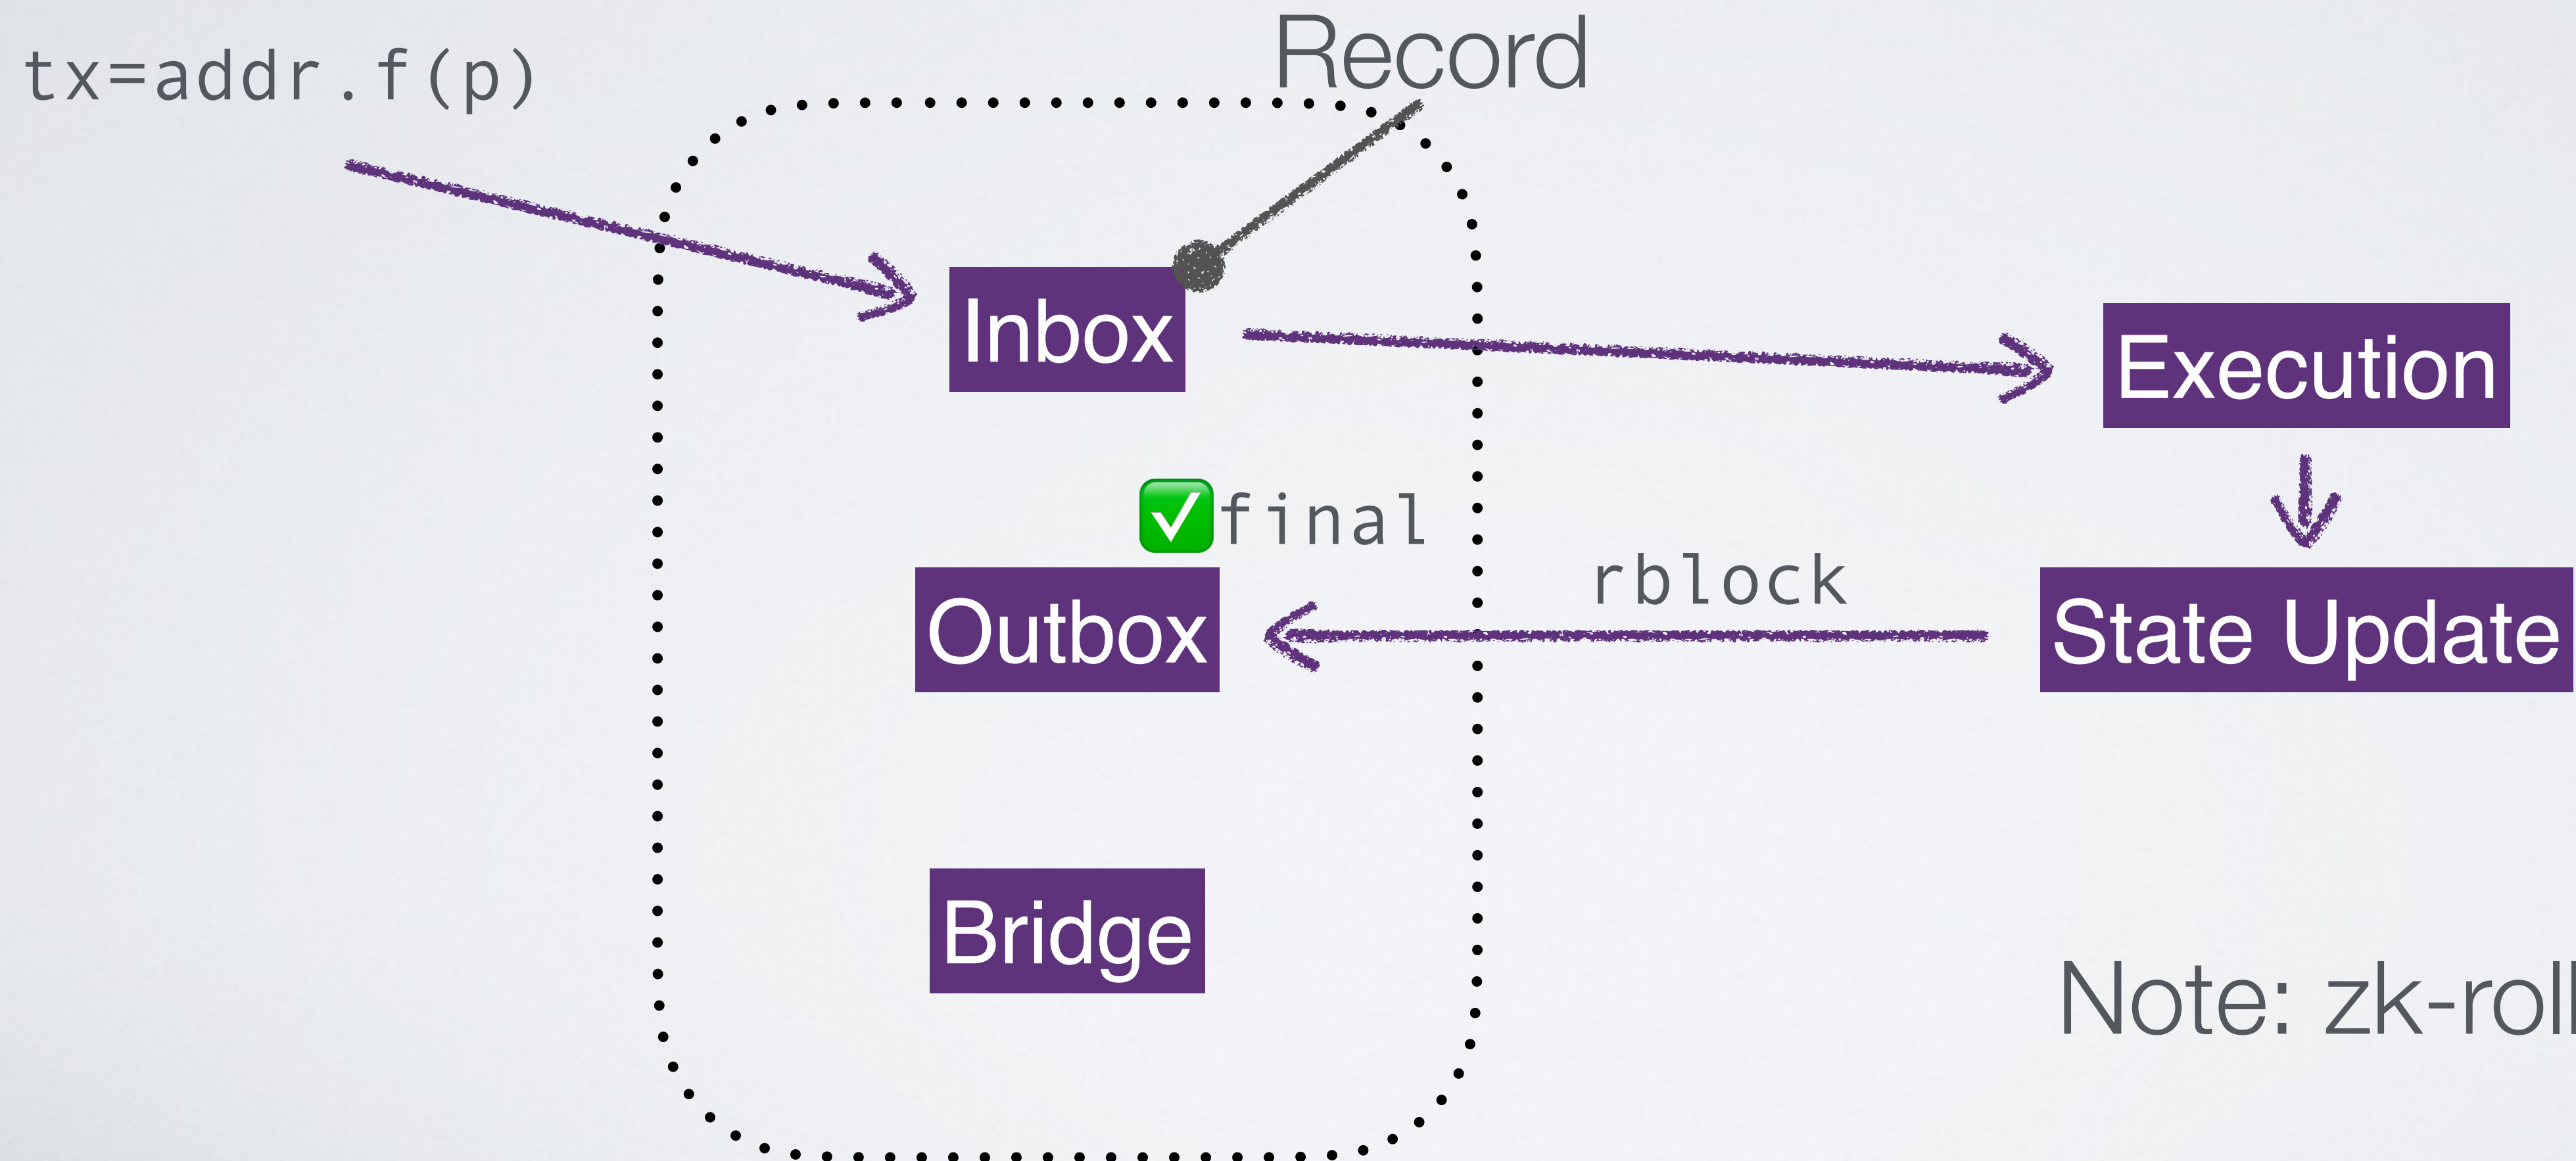 Record
tx=addr.f(p)
Inbox
Execution
✅final
rblock
Outbox
State Update
Bridge
Note: zk-roll